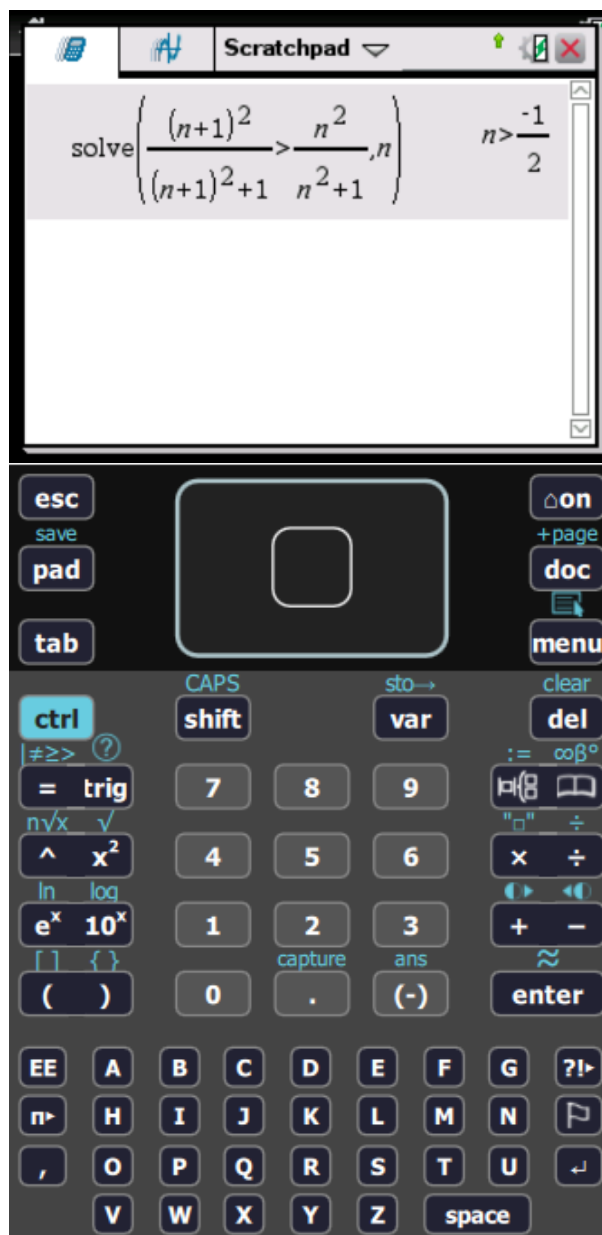 Scratchpad
solve((n+1)²/((n+1)²+1)>n²/(n²+1),n) n>-1/2
esc ⌂on
save +page
pad doc
tab menu
CAPS sto→ clear
ctrl shift var del
|≠≥> ? := ∞β°
= trig 7 8 9
n√x √ "□" ÷
^ x² 4 5 6 × ÷
ln log
eˣ 10ˣ 1 2 3 + −
[ ] { } capture ans ≈
( ) 0 . (-) enter
EE A B C D E F G ?!▸
π▸ H I J K L M N
, O P Q R S T U ↵
V W X Y Z space